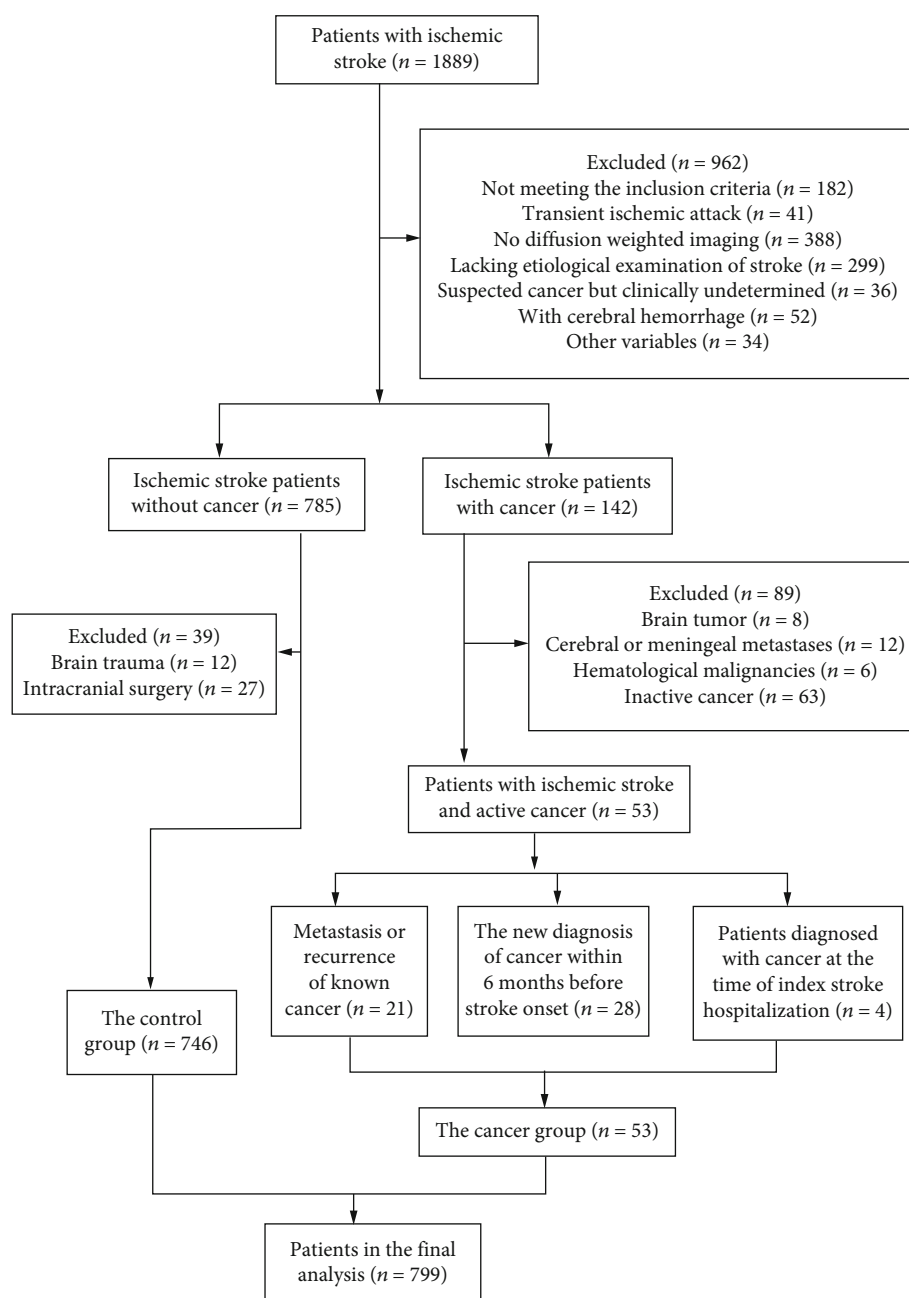 Patients with ischemic
stroke (n = 1889)
Excluded (n = 962)
Not meeting the inclusion criteria (n = 182)
Transient ischemic attack (n = 41)
No diffusion weighted imaging (n = 388)
Lacking etiological examination of stroke (n = 299)
Suspected cancer but clinically undetermined (n = 36)
With cerebral hemorrhage (n = 52)
Other variables (n = 34)
Ischemic stroke patients
without cancer (n = 785)
Ischemic stroke patients
with cancer (n = 142)
Excluded (n = 39)
Brain trauma (n = 12)
Intracranial surgery (n = 27)
Excluded (n = 89)
Brain tumor (n = 8)
Cerebral or meningeal metastases (n = 12)
Hematological malignancies (n = 6)
Inactive cancer (n = 63)
Patients with ischemic stroke
and active cancer (n = 53)
Metastasis or
recurrence
of known
cancer (n = 21)
The new diagnosis
of cancer within
6 months before
stroke onset (n = 28)
Patients diagnosed
with cancer at the
time of index stroke
hospitalization (n = 4)
The control
group (n = 746)
The cancer group (n = 53)
Patients in the final
analysis (n = 799)